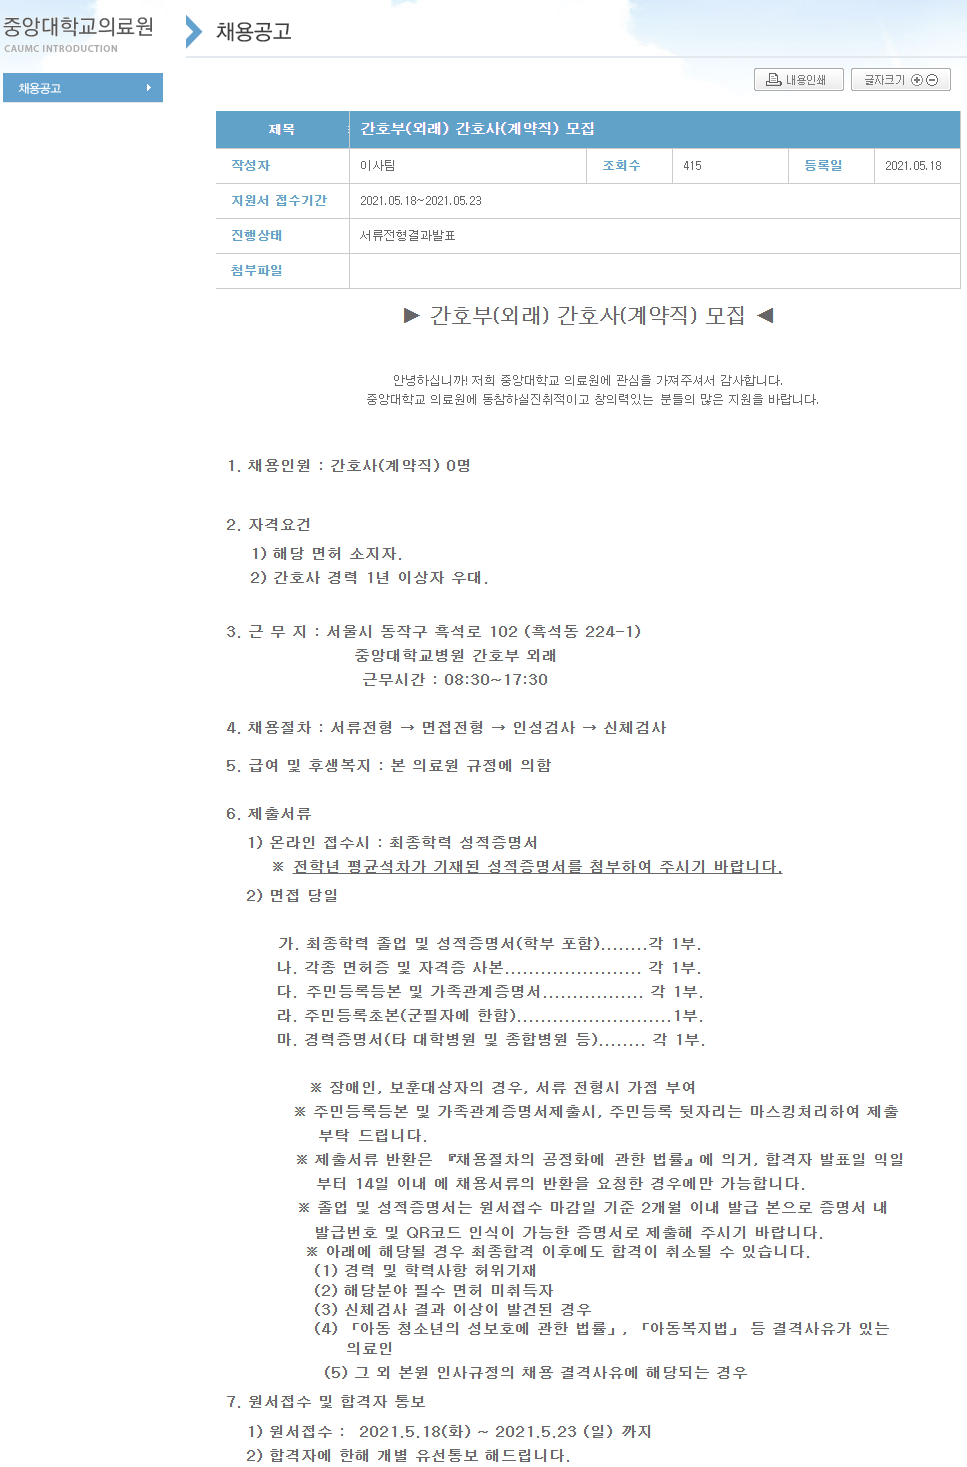 중앙대학교의료원
CAUMC INTRODUCTION
채용공고
채용공고
내용인쇄 글자크기
제목 간호부(외래) 간호사(계약직) 모집
작성자 이사팀 조회수 415 등록일 2021.05.18
지원서 접수기간 2021.05.18~2021.05.23
진행상태 서류전형결과발표
첨부파일
▶ 간호부(외래) 간호사(계약직) 모집 ◀
안녕하십니까! 저희 중앙대학교 의료원에 관심을 가져주셔서 감사합니다.
중앙대학교 의료원에 동참하실진취적이고 창의력있는 분들의 많은 지원을 바랍니다.
1. 채용인원 : 간호사(계약직) 0명
2. 자격요건
1) 해당 면허 소지자.
2) 간호사 경력 1년 이상자 우대.
3. 근 무 지 : 서울시 동작구 흑석로 102 (흑석동 224-1)
중앙대학교병원 간호부 외래
근무시간 : 08:30~17:30
4. 채용절차 : 서류전형 → 면접전형 → 인성검사 → 신체검사
5. 급여 및 후생복지 : 본 의료원 규정에 의함
6. 제출서류
1) 온라인 접수시 : 최종학력 성적증명서
※ 전학년 평균석차가 기재된 성적증명서를 첨부하여 주시기 바랍니다.
2) 면접 당일
가. 최종학력 졸업 및 성적증명서(학부 포함)........각 1부.
나. 각종 면허증 및 자격증 사본....................... 각 1부.
다. 주민등록등본 및 가족관계증명서................. 각 1부.
라. 주민등록초본(군필자에 한함)..........................1부.
마. 경력증명서(타 대학병원 및 종합병원 등)........ 각 1부.
※ 장애인, 보훈대상자의 경우, 서류 전형시 가점 부여
※ 주민등록등본 및 가족관계증명서제출시, 주민등록 뒷자리는 마스킹처리하여 제출
부탁 드립니다.
※ 제출서류 반환은 『채용절차의 공정화에 관한 법률』에 의거, 합격자 발표일 익일
부터 14일 이내 에 채용서류의 반환을 요청한 경우에만 가능합니다.
※ 졸업 및 성적증명서는 원서접수 마감일 기준 2개월 이내 발급 본으로 증명서 내
발급번호 및 QR코드 인식이 가능한 증명서로 제출해 주시기 바랍니다.
※ 아래에 해당될 경우 최종합격 이후에도 합격이 취소될 수 있습니다.
(1) 경력 및 학력사항 허위기재
(2) 해당분야 필수 면허 미취득자
(3) 신체검사 결과 이상이 발견된 경우
(4) 「아동 청소년의 성보호에 관한 법률」, 「아동복지법」 등 결격사유가 있는
의료인
(5) 그 외 본원 인사규정의 채용 결격사유에 해당되는 경우
7. 원서접수 및 합격자 통보
1) 원서접수 : 2021.5.18(화) ~ 2021.5.23 (일) 까지
2) 합격자에 한해 개별 유선통보 해드립니다.